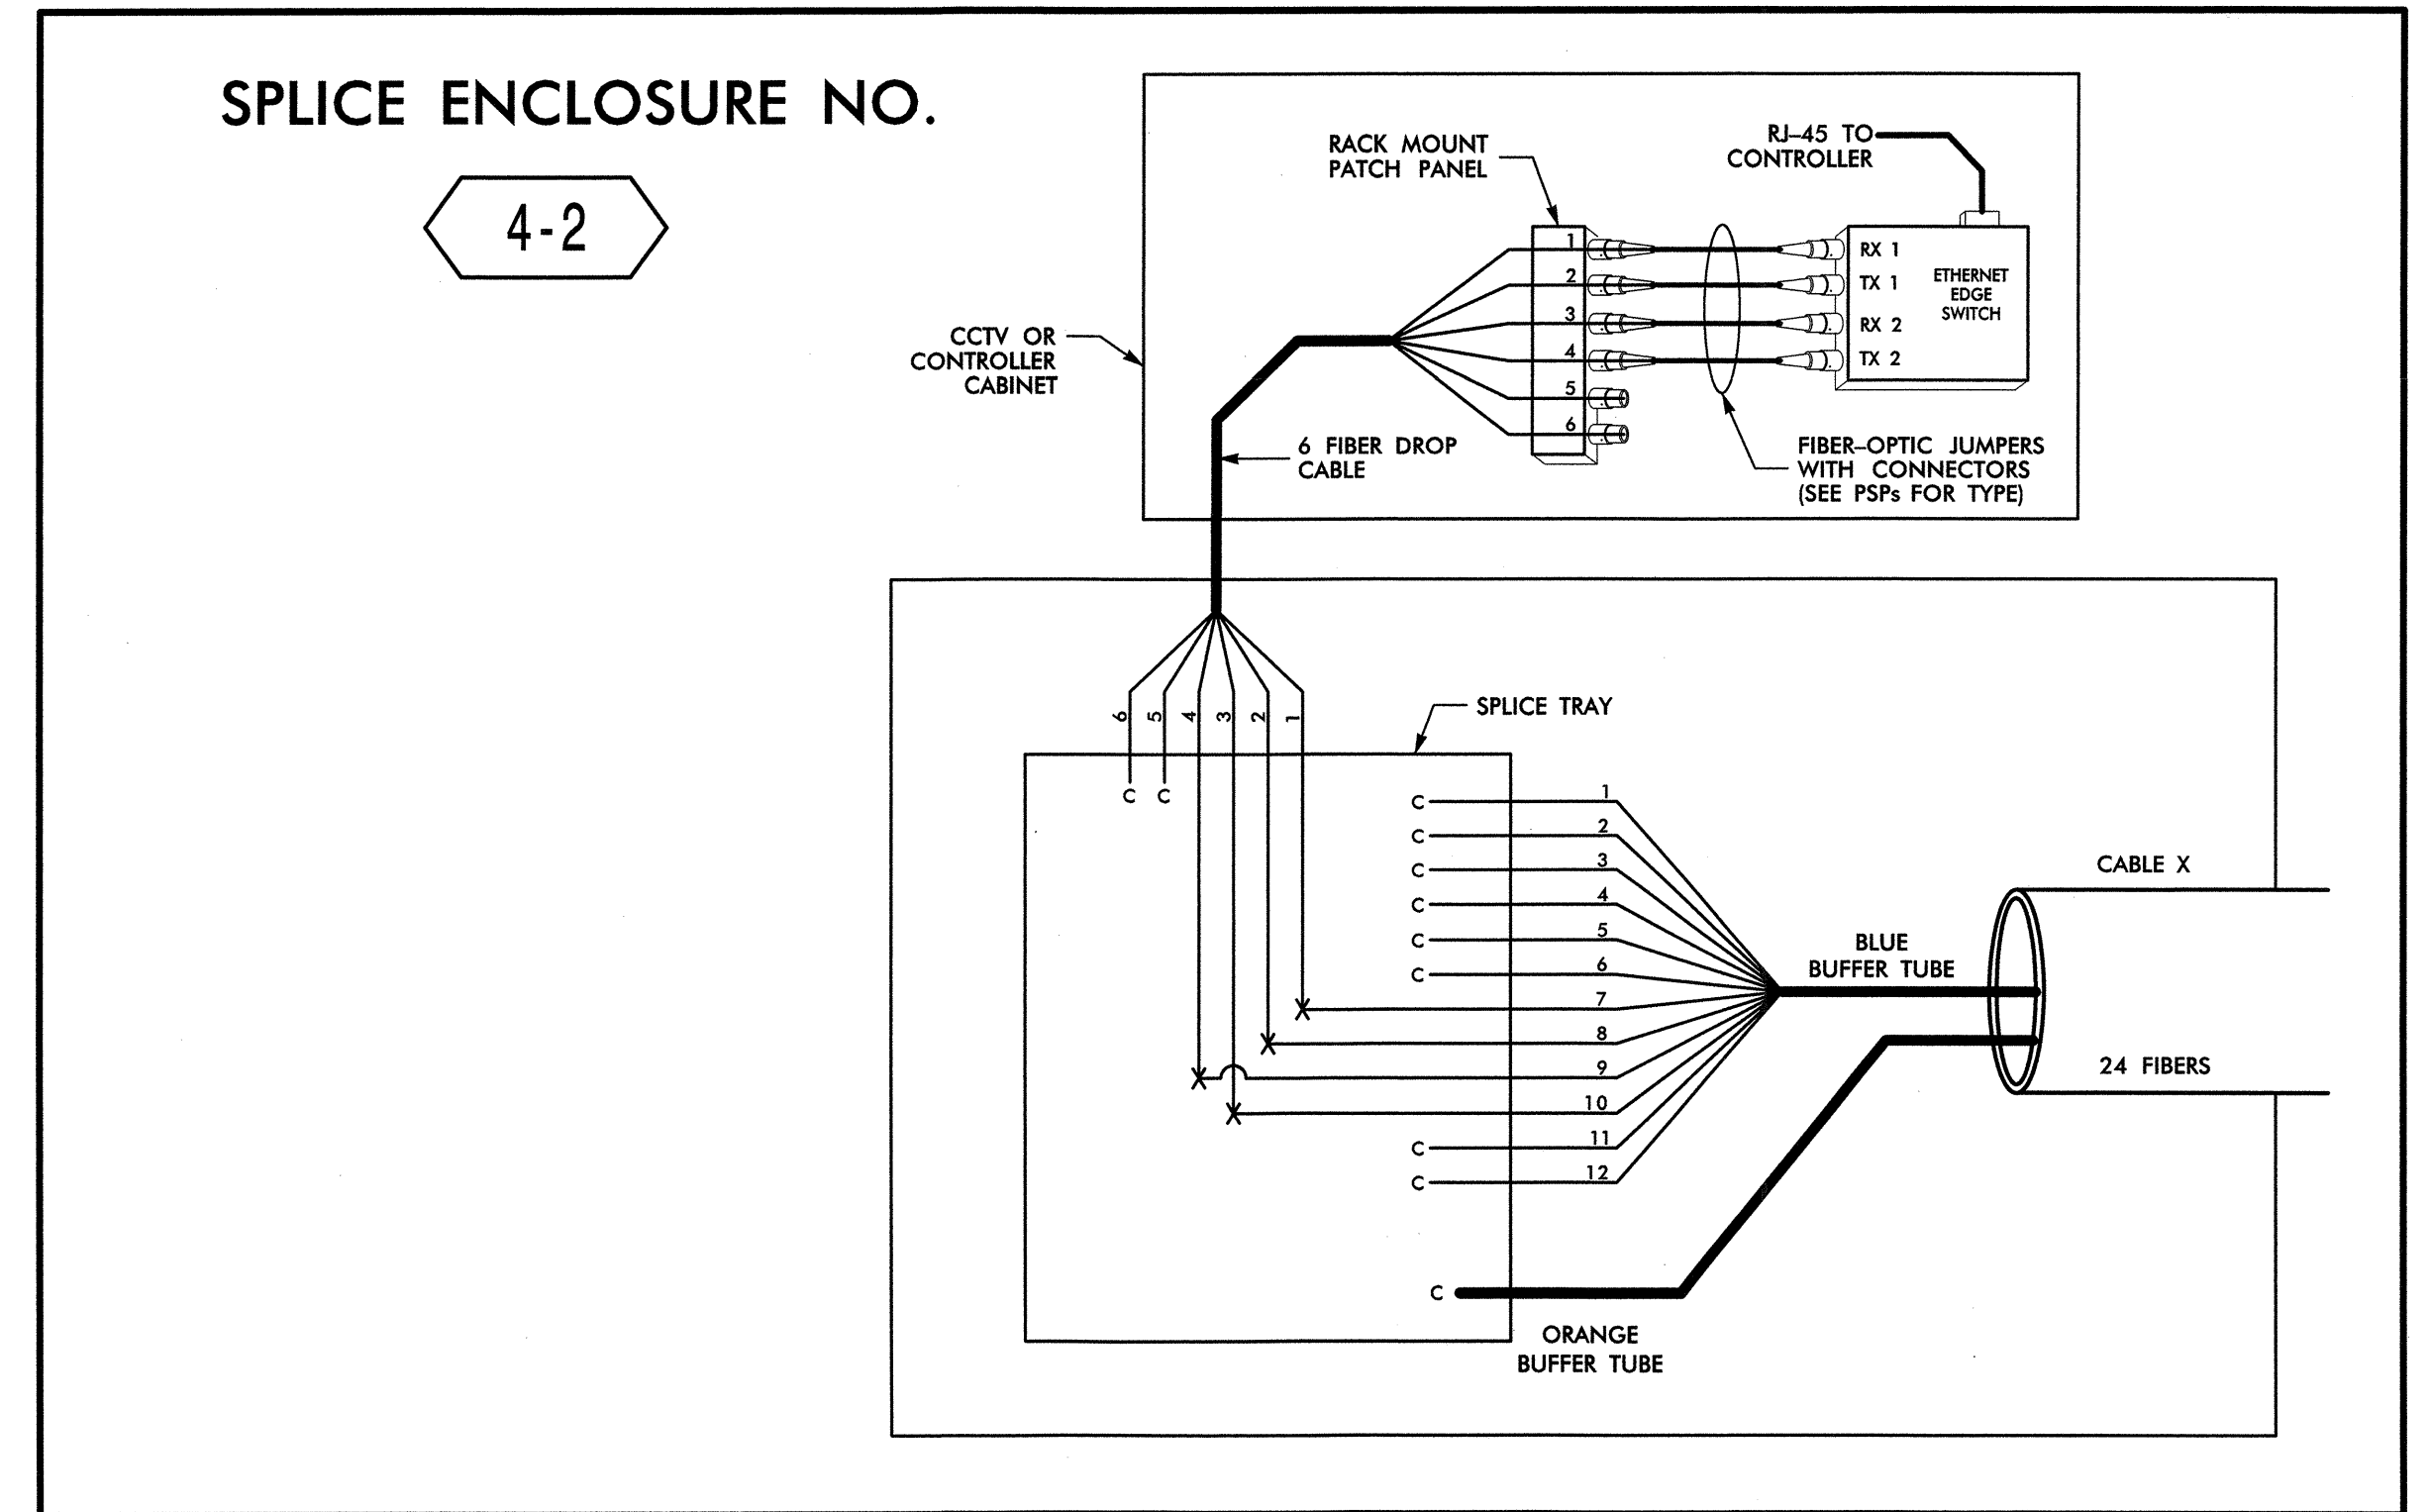 SPLICE ENCLOSURE NO.
4-2
RACK MOUNT
PATCH PANEL
RJ-45 TO
CONTROLLER
1
2
3
4
5
6
RX 1
TX 1
RX 2
TX 2
ETHERNET
EDGE
SWITCH
CCTV OR
CONTROLLER
CABINET
6 FIBER DROP
CABLE
FIBER-OPTIC JUMPERS
WITH CONNECTORS
(SEE PSPs FOR TYPE)
6 5 4 3 2 1
SPLICE TRAY
C C
C 1
C 2
C 3
C 4
C 5
C 6
7
8
9
10
C 11
C 12
CABLE X
BLUE
BUFFER TUBE
24 FIBERS
C
ORANGE
BUFFER TUBE